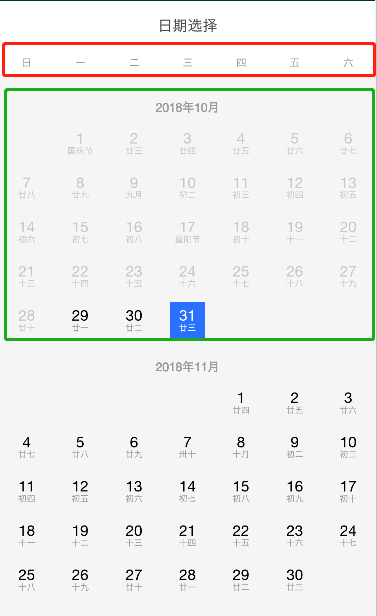 日期选择
日 一 二 三 四 五 六
2018年10月
1 2 3 4 5 6
国庆节 廿三 廿四 廿五 廿六 廿七
7 8 9 10 11 12 13
廿八 廿九 九月 初二 初三 初四 初五
14 15 16 17 18 19 20
初六 初七 初八 重阳节 初十 十一 十二
21 22 23 24 25 26 27
十三 十四 十五 十六 十七 十八 十九
28 29 30 31
二十 廿一 廿二 廿三
2018年11月
1 2 3
廿四 廿五 廿六
4 5 6 7 8 9 10
廿七 廿八 廿九 卅十 十月 初二 初三
11 12 13 14 15 16 17
初四 初五 初六 初七 初八 初九 初十
18 19 20 21 22 23 24
十一 十二 十三 十四 十五 十六 十七
25 26 27 28 29 30
十八 十九 廿十 廿一 廿二 廿三